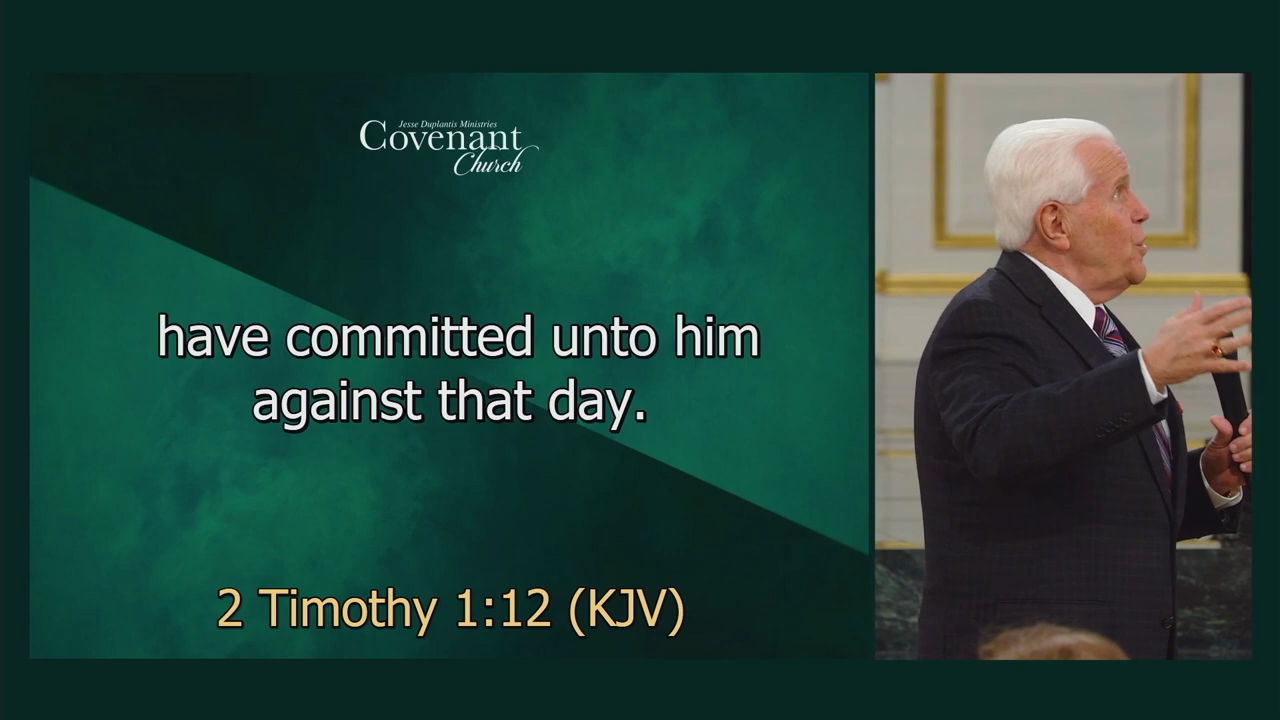 Jesse Duplantis Ministries
Covenant
Church
have committed unto him
against that day.
2 Timothy 1:12 (KJV)